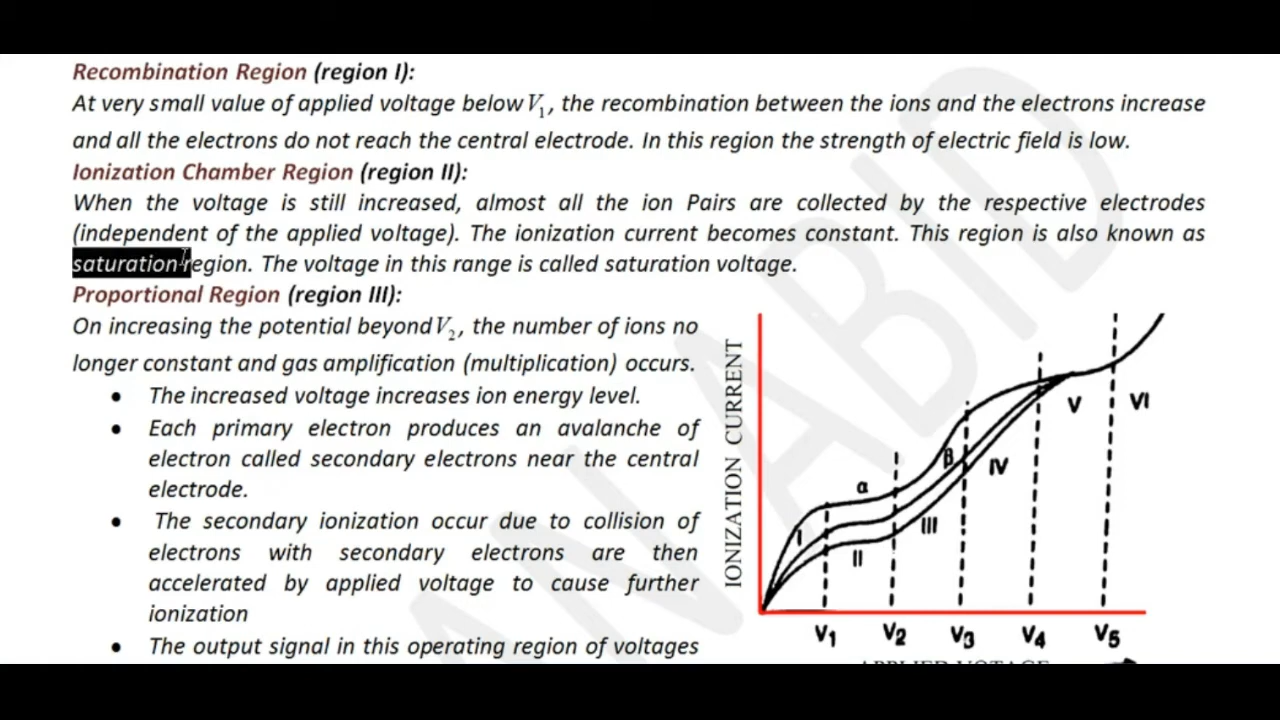 Recombination Region (region I):
At very small value of applied voltage below V1, the recombination between the ions and the electrons increase
and all the electrons do not reach the central electrode. In this region the strength of electric field is low.
Ionization Chamber Region (region II):
When the voltage is still increased, almost all the ion Pairs are collected by the respective electrodes
(independent of the applied voltage). The ionization current becomes constant. This region is also known as
saturation region. The voltage in this range is called saturation voltage.
Proportional Region (region III):
On increasing the potential beyond V2, the number of ions no
longer constant and gas amplification (multiplication) occurs.
• The increased voltage increases ion energy level.
• Each primary electron produces an avalanche of
electron called secondary electrons near the central
electrode.
• The secondary ionization occur due to collision of
electrons with secondary electrons are then
accelerated by applied voltage to cause further
ionization
• The output signal in this operating region of voltages
IONIZATION CURRENT
α
β
I
II
III
IV
V
VI
V1 V2 V3 V4 V5
APPLIED VOTAGE